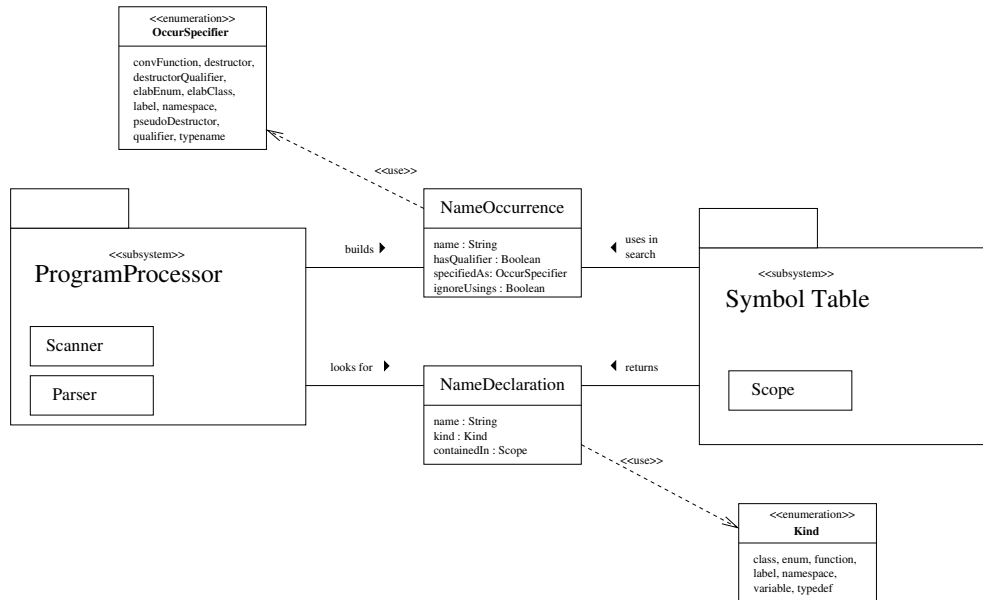 <<enumeration>>
OccurSpecifier
convFunction, destructor,
destructorQualifier,
elabEnum, elabClass,
label, namespace,
pseudoDestructor,
qualifier, typename
<<use>>
<<subsystem>>
ProgramProcessor
Scanner
Parser
builds
looks for
NameOccurrence
name : String
hasQualifier : Boolean
specifiedAs: OccurSpecifier
ignoreUsings : Boolean
NameDeclaration
name : String
kind : Kind
containedIn : Scope
uses in
search
returns
<<subsystem>>
Symbol Table
Scope
<<use>>
<<enumeration>>
Kind
class, enum, function,
label, namespace,
variable, typedef